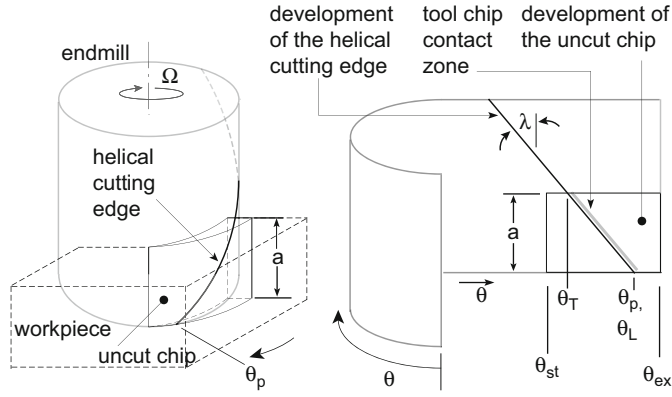 endmill
Ω
helical
cutting
edge
a
workpiece
uncut chip
θp
development
of the helical
cutting edge
tool chip
contact
zone
development of
the uncut chip
λ
a
θ
θT
θp,
θL
θst
θex
θ